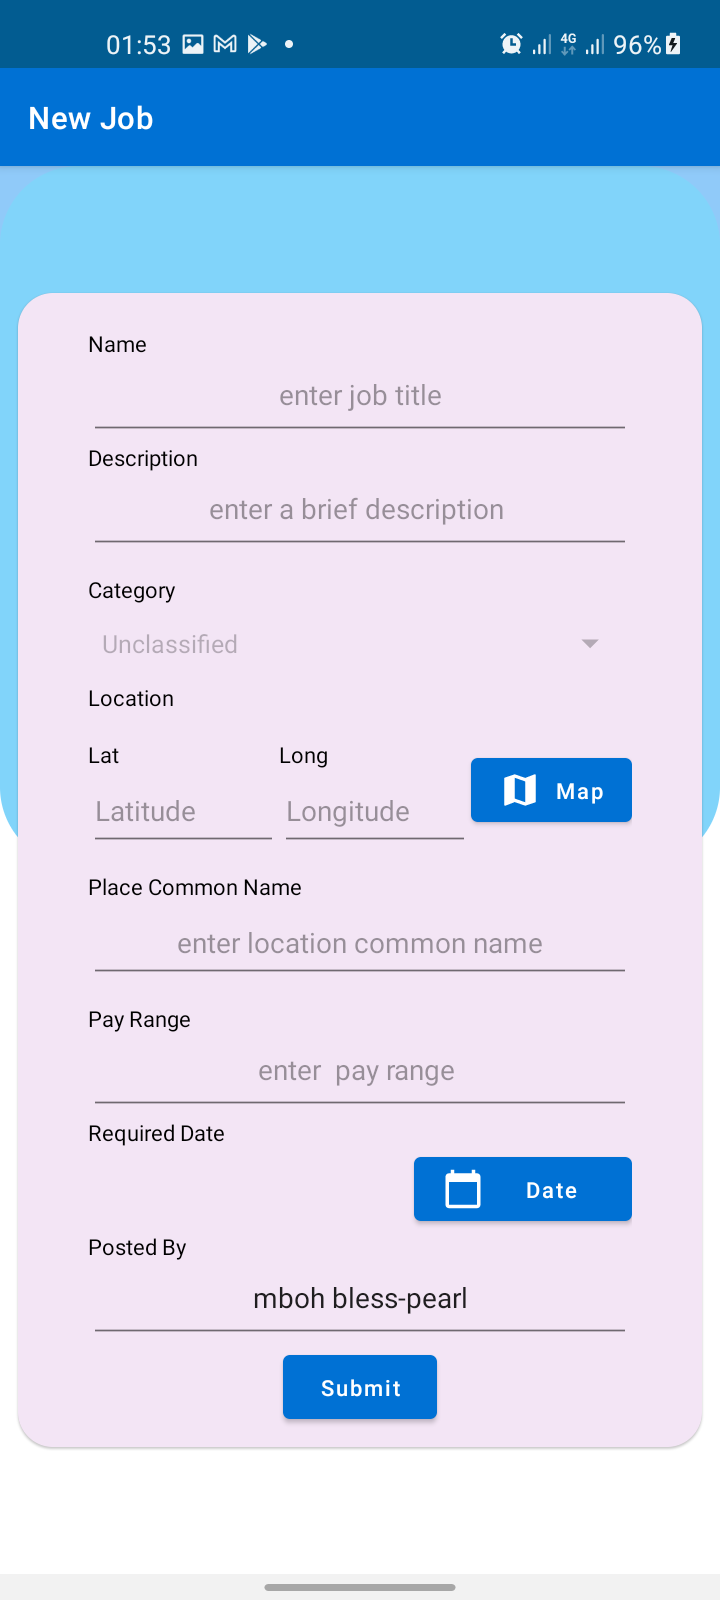 01:53 4G 96%
New Job
Name
enter job title
Description
enter a brief description
Category
Unclassified
Location
Lat Long
Latitude Longitude Map
Place Common Name
enter location common name
Pay Range
enter  pay range
Required Date
Date
Posted By
mboh bless-pearl
Submit